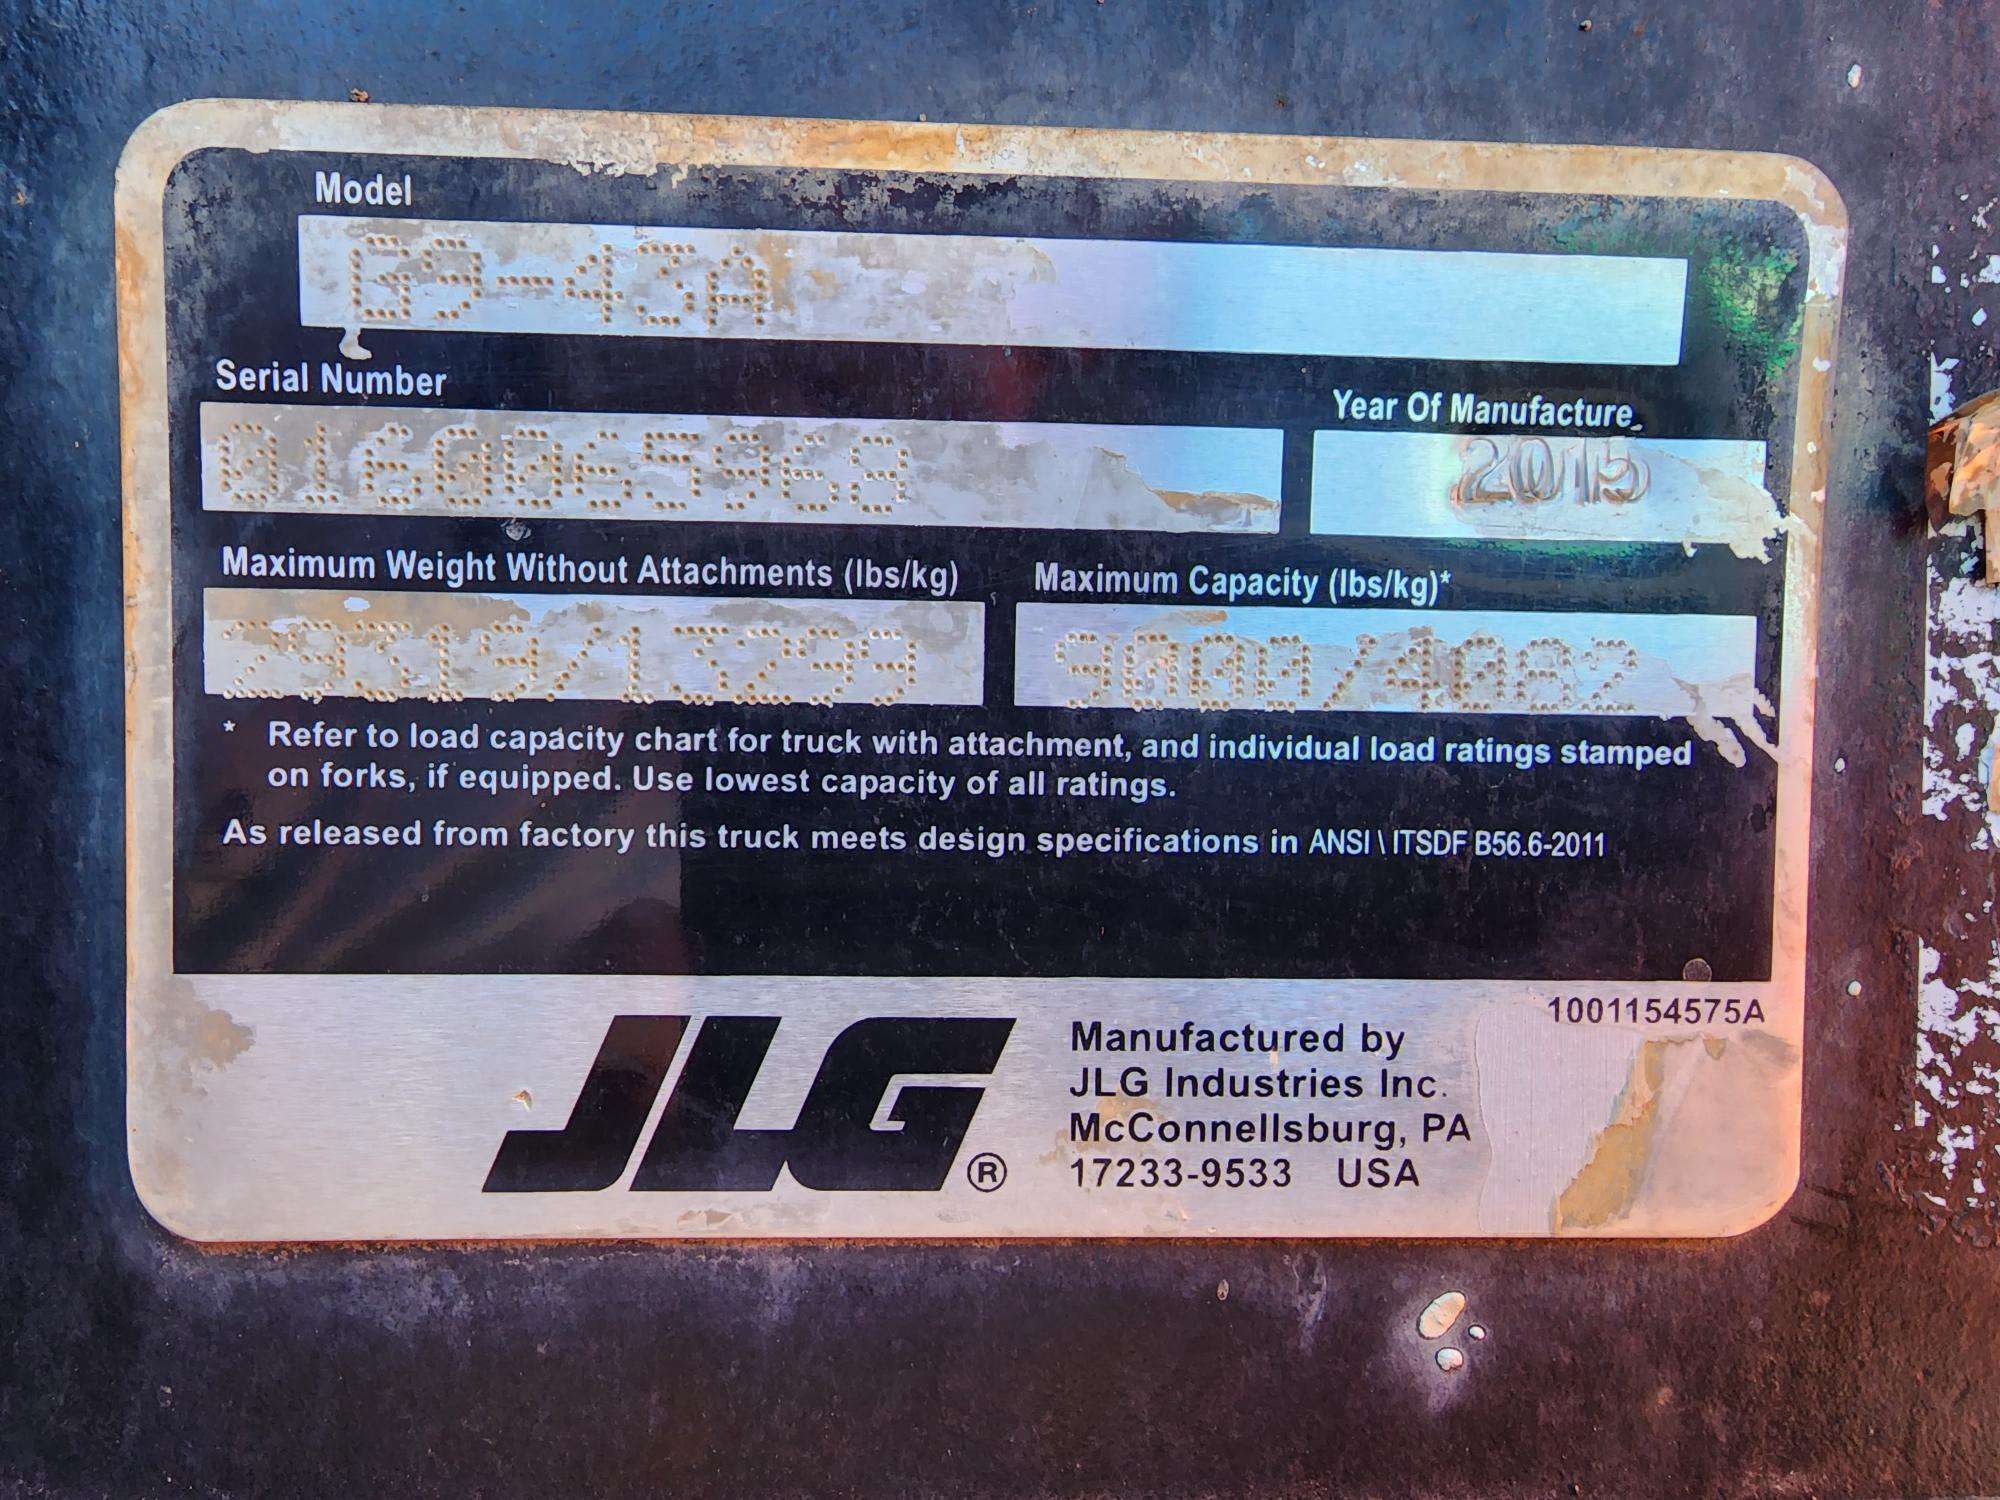 Model
G9-43A
Serial Number
0160065968
Year Of Manufacture
2015
Maximum Weight Without Attachments (lbs/kg)
29319/13299
Maximum Capacity (lbs/kg)*
9000/4082
* Refer to load capacity chart for truck with attachment, and individual load ratings stamped
on forks, if equipped. Use lowest capacity of all ratings.
As released from factory this truck meets design specifications in ANSI \ ITSDF B56.6-2011
1001154575A
JLG®
Manufactured by
JLG Industries Inc.
McConnellsburg, PA
17233-9533 USA